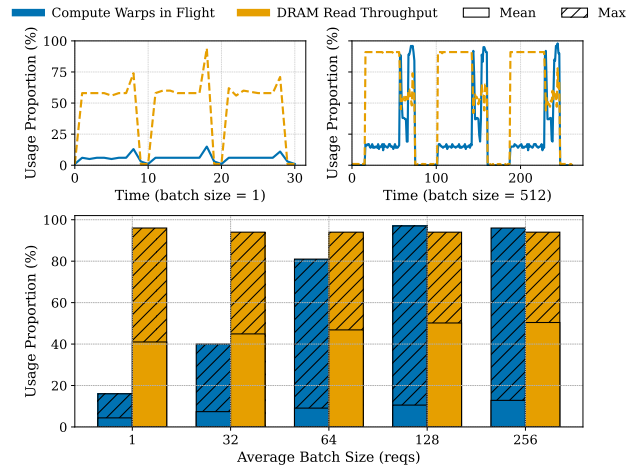 Compute Warps in Flight DRAM Read Throughput Mean Max
Usage Proportion (%)
100
75
50
25
0
0 10 20 30
Time (batch size = 1)
Usage Proportion (%)
100
75
50
25
0
0 100 200
Time (batch size = 512)
Usage Proportion (%)
100
80
60
40
20
0
1 32 64 128 256
Average Batch Size (reqs)